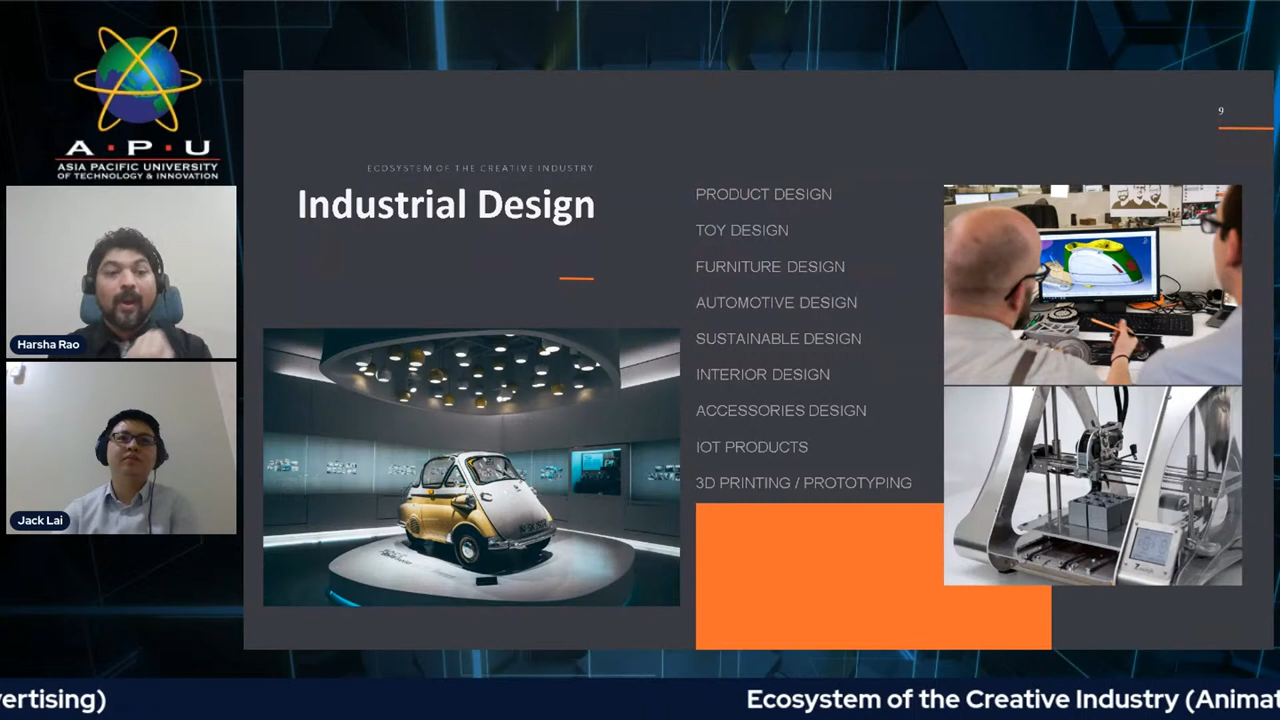 A·P·U
ASIA PACIFIC UNIVERSITY
OF TECHNOLOGY & INNOVATION
Harsha Rao
Jack Lai
9
ECOSYSTEM OF THE CREATIVE INDUSTRY
Industrial Design
PRODUCT DESIGN
TOY DESIGN
FURNITURE DESIGN
AUTOMOTIVE DESIGN
SUSTAINABLE DESIGN
INTERIOR DESIGN
ACCESSORIES DESIGN
IOT PRODUCTS
3D PRINTING / PROTOTYPING
vertising)
Ecosystem of the Creative Industry (Animat